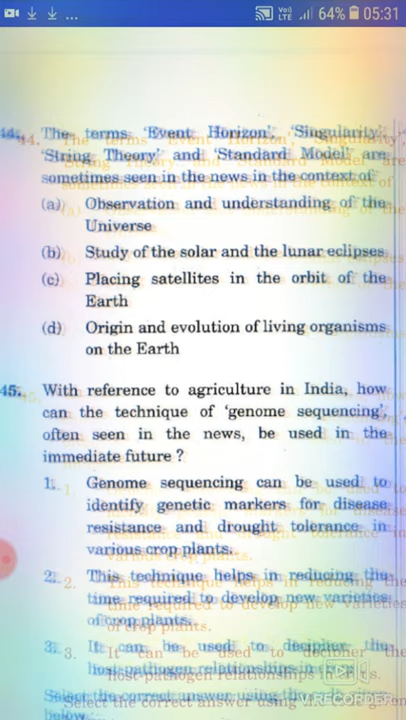 VoLTE 64% 05:31
44. The terms 'Event Horizon', 'Singularity',
'String Theory' and 'Standard Model' are
sometimes seen in the news in the context of
(a) Observation and understanding of the
Universe
(b) Study of the solar and the lunar eclipses
(c) Placing satellites in the orbit of the
Earth
(d) Origin and evolution of living organisms
on the Earth
45. With reference to agriculture in India, how
can the technique of 'genome sequencing',
often seen in the news, be used in the
immediate future ?
1. Genome sequencing can be used to
identify genetic markers for disease
resistance and drought tolerance in
various crop plants.
2. This technique helps in reducing the
time required to develop new varieties
of crop plants.
3. It can be used to decipher the
host-pathogen relationships in
V.RECORDER
Select the correct answer using the
below